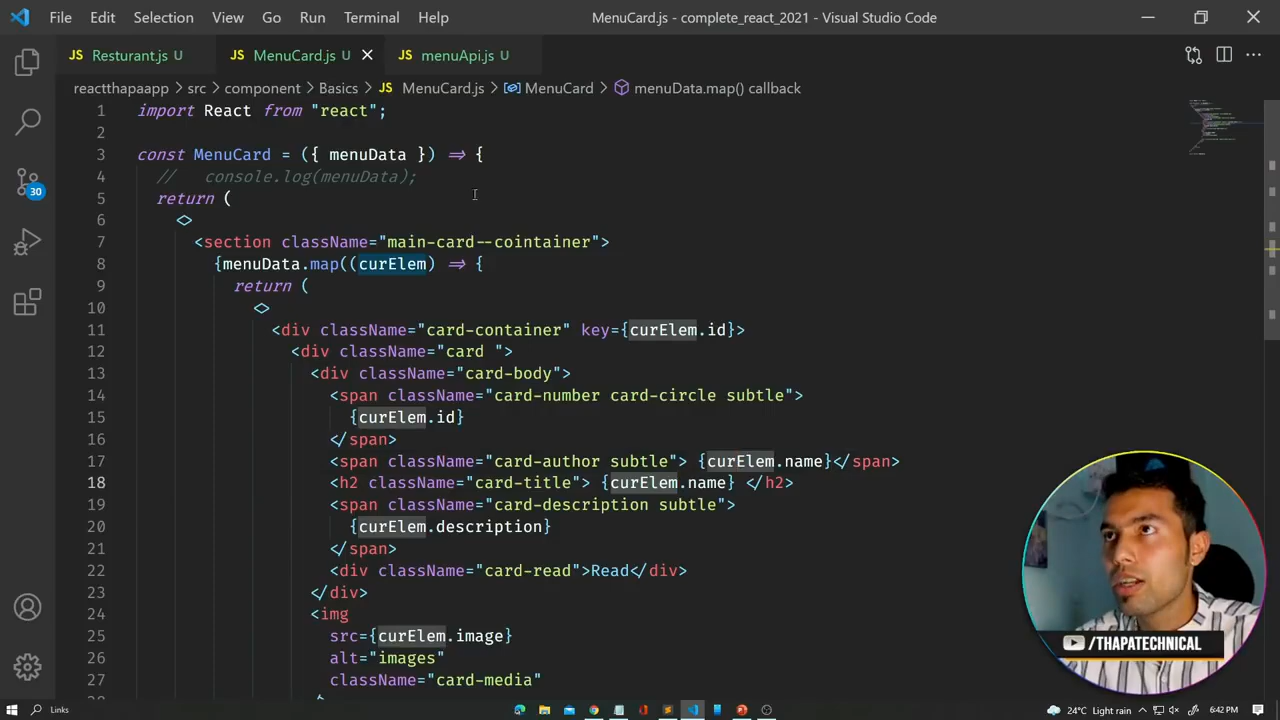 File Edit Selection View Go Run Terminal Help MenuCard.js - complete_react_2021 - Visual Studio Code
JS Resturant.js U JS MenuCard.js U JS menuApi.js U
reactthapaapp > src > component > Basics > JS MenuCard.js > MenuCard > menuData.map() callback
1 import React from "react";
2
3 const MenuCard = ({ menuData }) => {
4 // console.log(menuData);
5 return (
6 <>
7 <section className="main-card--cointainer">
8 {menuData.map((curElem) => {
9 return (
10 <>
11 <div className="card-container" key={curElem.id}>
12 <div className="card ">
13 <div className="card-body">
14 <span className="card-number card-circle subtle">
15 {curElem.id}
16 </span>
17 <span className="card-author subtle"> {curElem.name}</span>
18 <h2 className="card-title"> {curElem.name} </h2>
19 <span className="card-description subtle">
20 {curElem.description}
21 </span>
22 <div className="card-read">Read</div>
23 </div>
24 <img
25 src={curElem.image}
26 alt="images"
27 className="card-media"
30
/THAPATECHNICAL
Links 24°C Light rain 6:42 PM